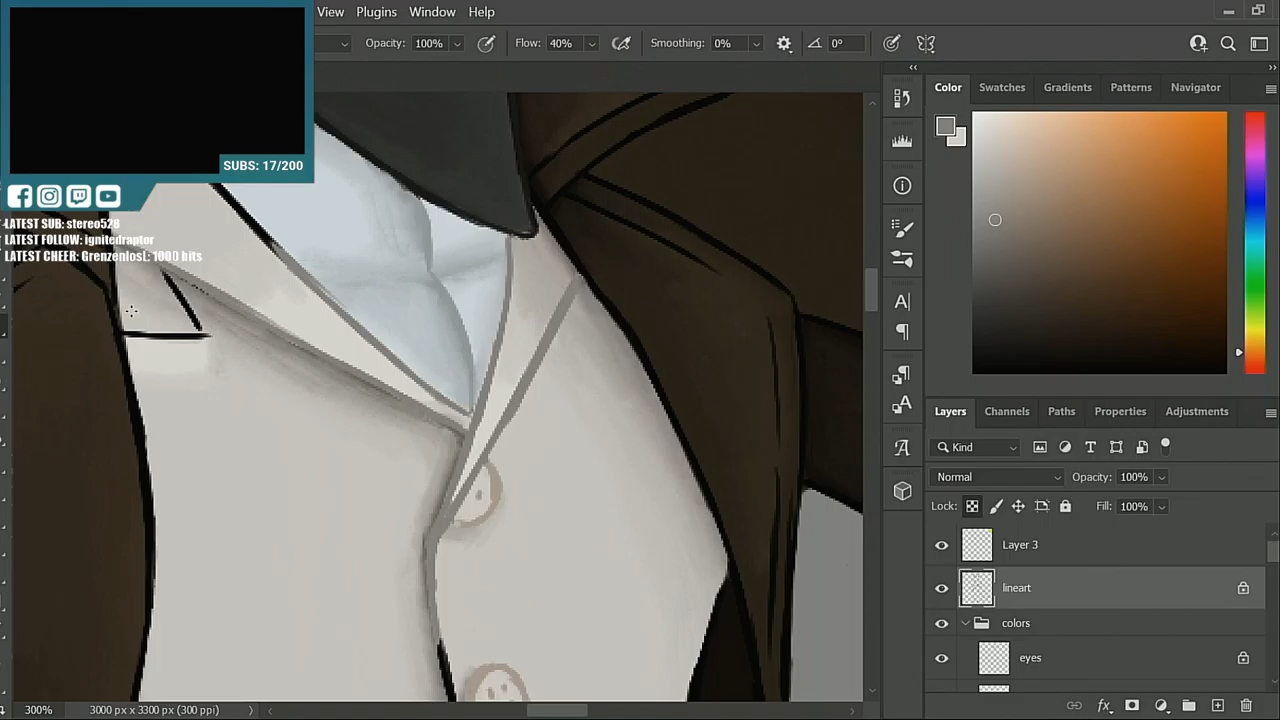 View Plugins Window Help
Opacity: 100% Flow: 40% Smoothing: 0% 0°
SUBS: 17/200
LATEST SUB: stereo528
LATEST FOLLOW: ignitedraptor
LATEST CHEER: GrenzenlosL: 1000 bits
Color Swatches Gradients Patterns Navigator
Layers Channels Paths Properties Adjustments
Kind
Normal Opacity: 100%
Lock: Fill: 100%
Layer 3
lineart
colors
eyes
300% 3000 px x 3300 px (300 ppi)